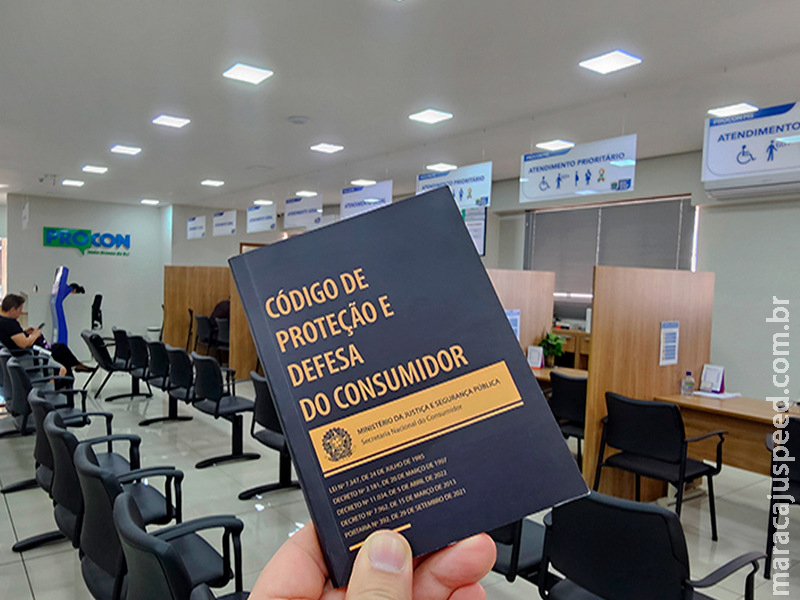 PROCON
ATENDIMENTO PRIORITÁRIO
ATENDIMENTO
CÓDIGO DE
PROTEÇÃO E
DEFESA
DO CONSUMIDOR
MINISTÉRIO DA JUSTIÇA E SEGURANÇA PÚBLICA
Secretaria Nacional do Consumidor
LEI Nº 7.347, DE 24 DE JULHO DE 1985
DECRETO Nº 2.181, DE 20 DE MARÇO DE 1997
DECRETO Nº 11.034, DE 5 DE ABRIL DE 2022
DECRETO Nº 7.962, DE 15 DE MARÇO DE 2013
PORTARIA Nº 392, DE 29 DE SETEMBRO DE 2021
maracajuspeed.com.br